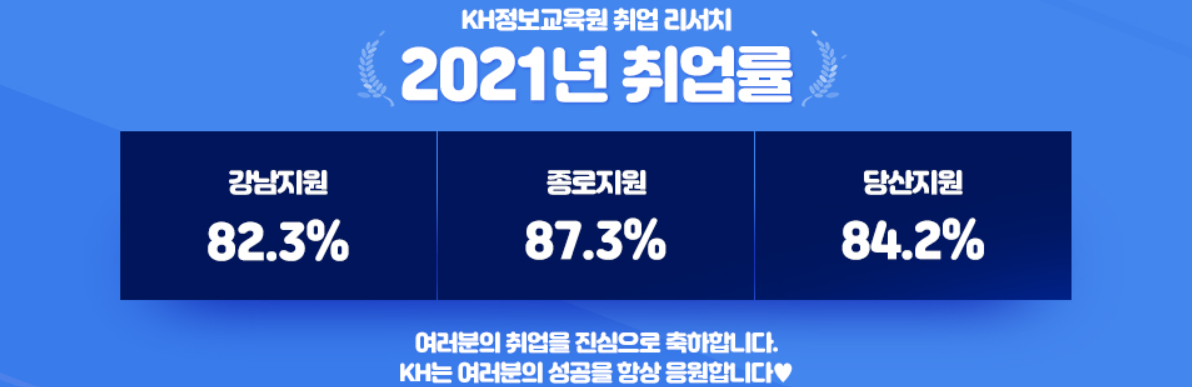 KH정보교육원 취업 리서치
2021년 취업률
강남지원
종로지원
당산지원
82.3%
87.3%
84.2%
여러분의 취업을 진심으로 축하합니다.
KH는 여러분의 성공을 항상 응원합니다♥